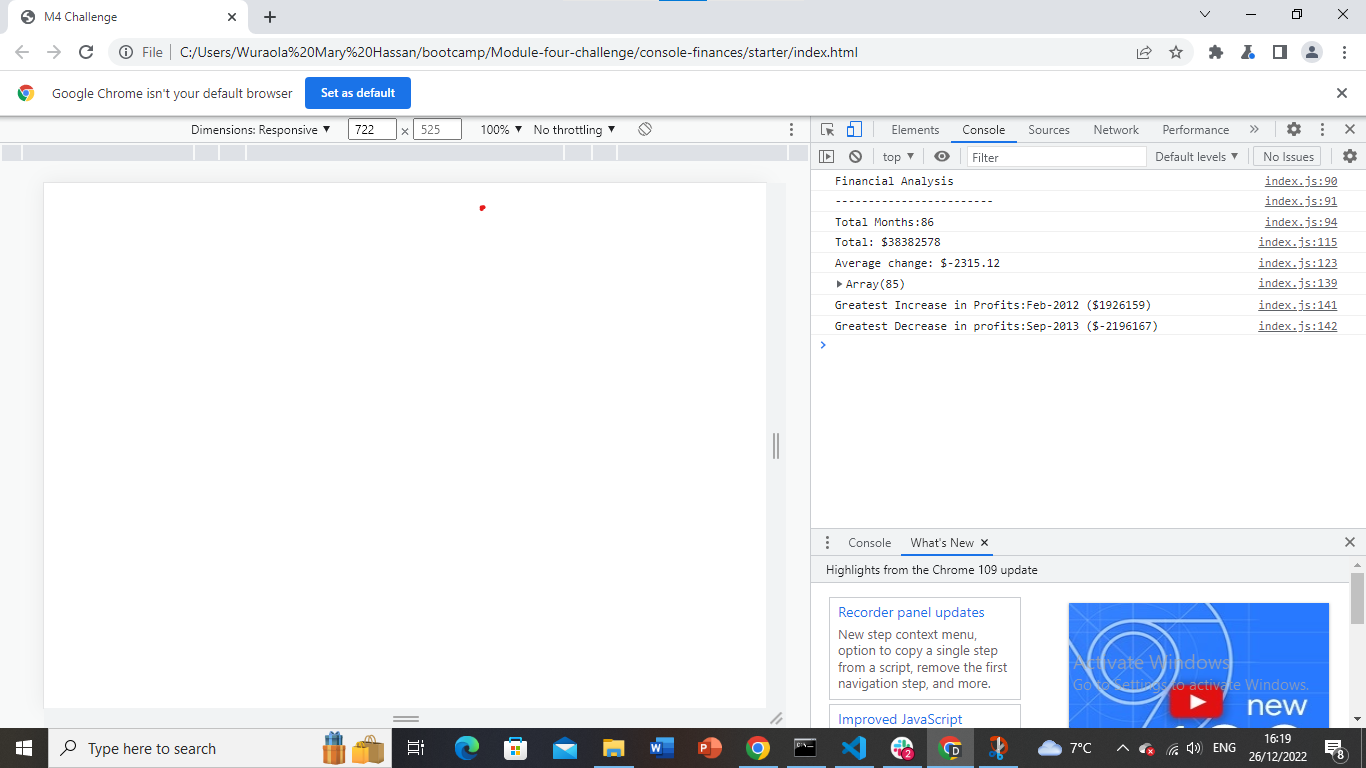 M4 Challenge
File C:/Users/Wuraola%20Mary%20Hassan/bootcamp/Module-four-challenge/console-finances/starter/index.html
Google Chrome isn't your default browser Set as default
Dimensions: Responsive 722 × 525 100% No throttling
Elements Console Sources Network Performance
top Filter Default levels No Issues
Financial Analysis index.js:90
------------------------ index.js:91
Total Months:86 index.js:94
Total: $38382578 index.js:115
Average change: $-2315.12 index.js:123
Array(85) index.js:139
Greatest Increase in Profits:Feb-2012 ($1926159) index.js:141
Greatest Decrease in profits:Sep-2013 ($-2196167) index.js:142
Console What's New
Highlights from the Chrome 109 update
Recorder panel updates
New step context menu,
option to copy a single step
from a script, remove the first
navigation step, and more.
Improved JavaScript
Activate Windows
Go to Settings to activate Windows.
new
Type here to search
7°C ENG 16:19
26/12/2022
8
2
D